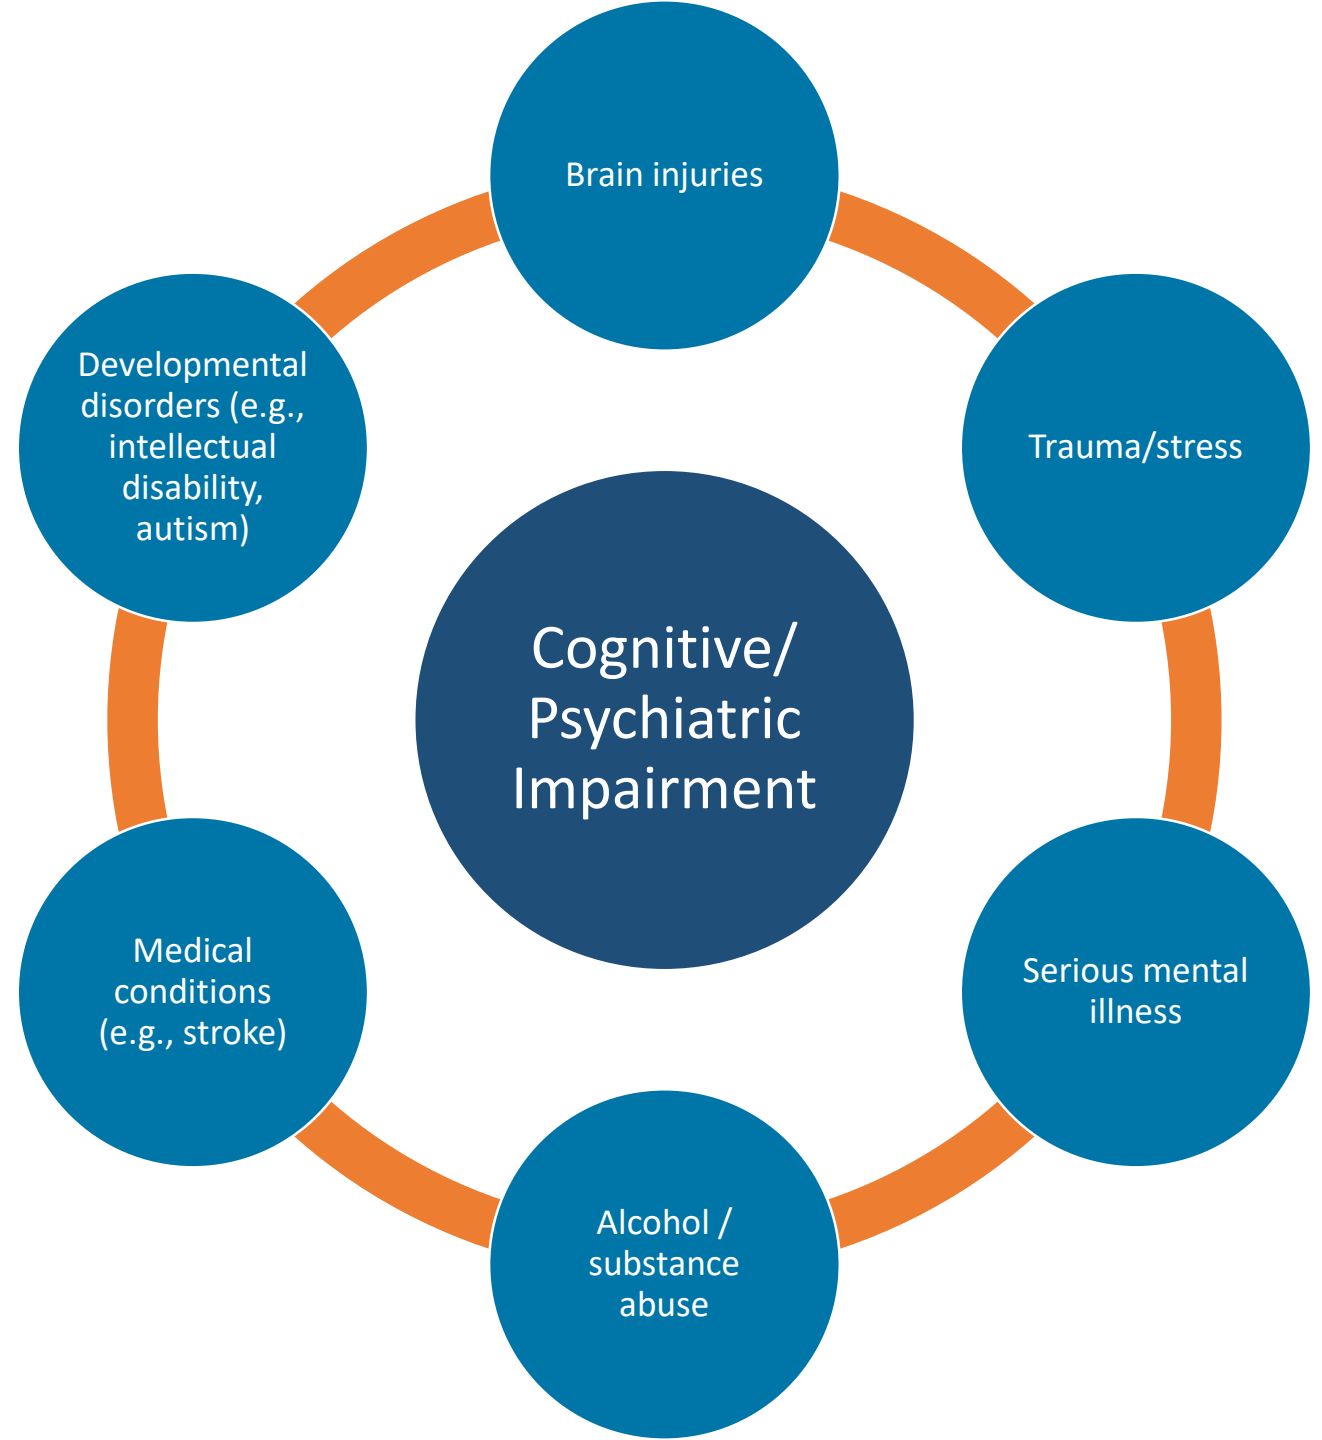 Brain injuries
Trauma/stress
Serious mental
illness
Alcohol /
substance
abuse
Medical
conditions
(e.g., stroke)
Developmental
disorders (e.g.,
intellectual
disability,
autism)
Cognitive/
Psychiatric
Impairment